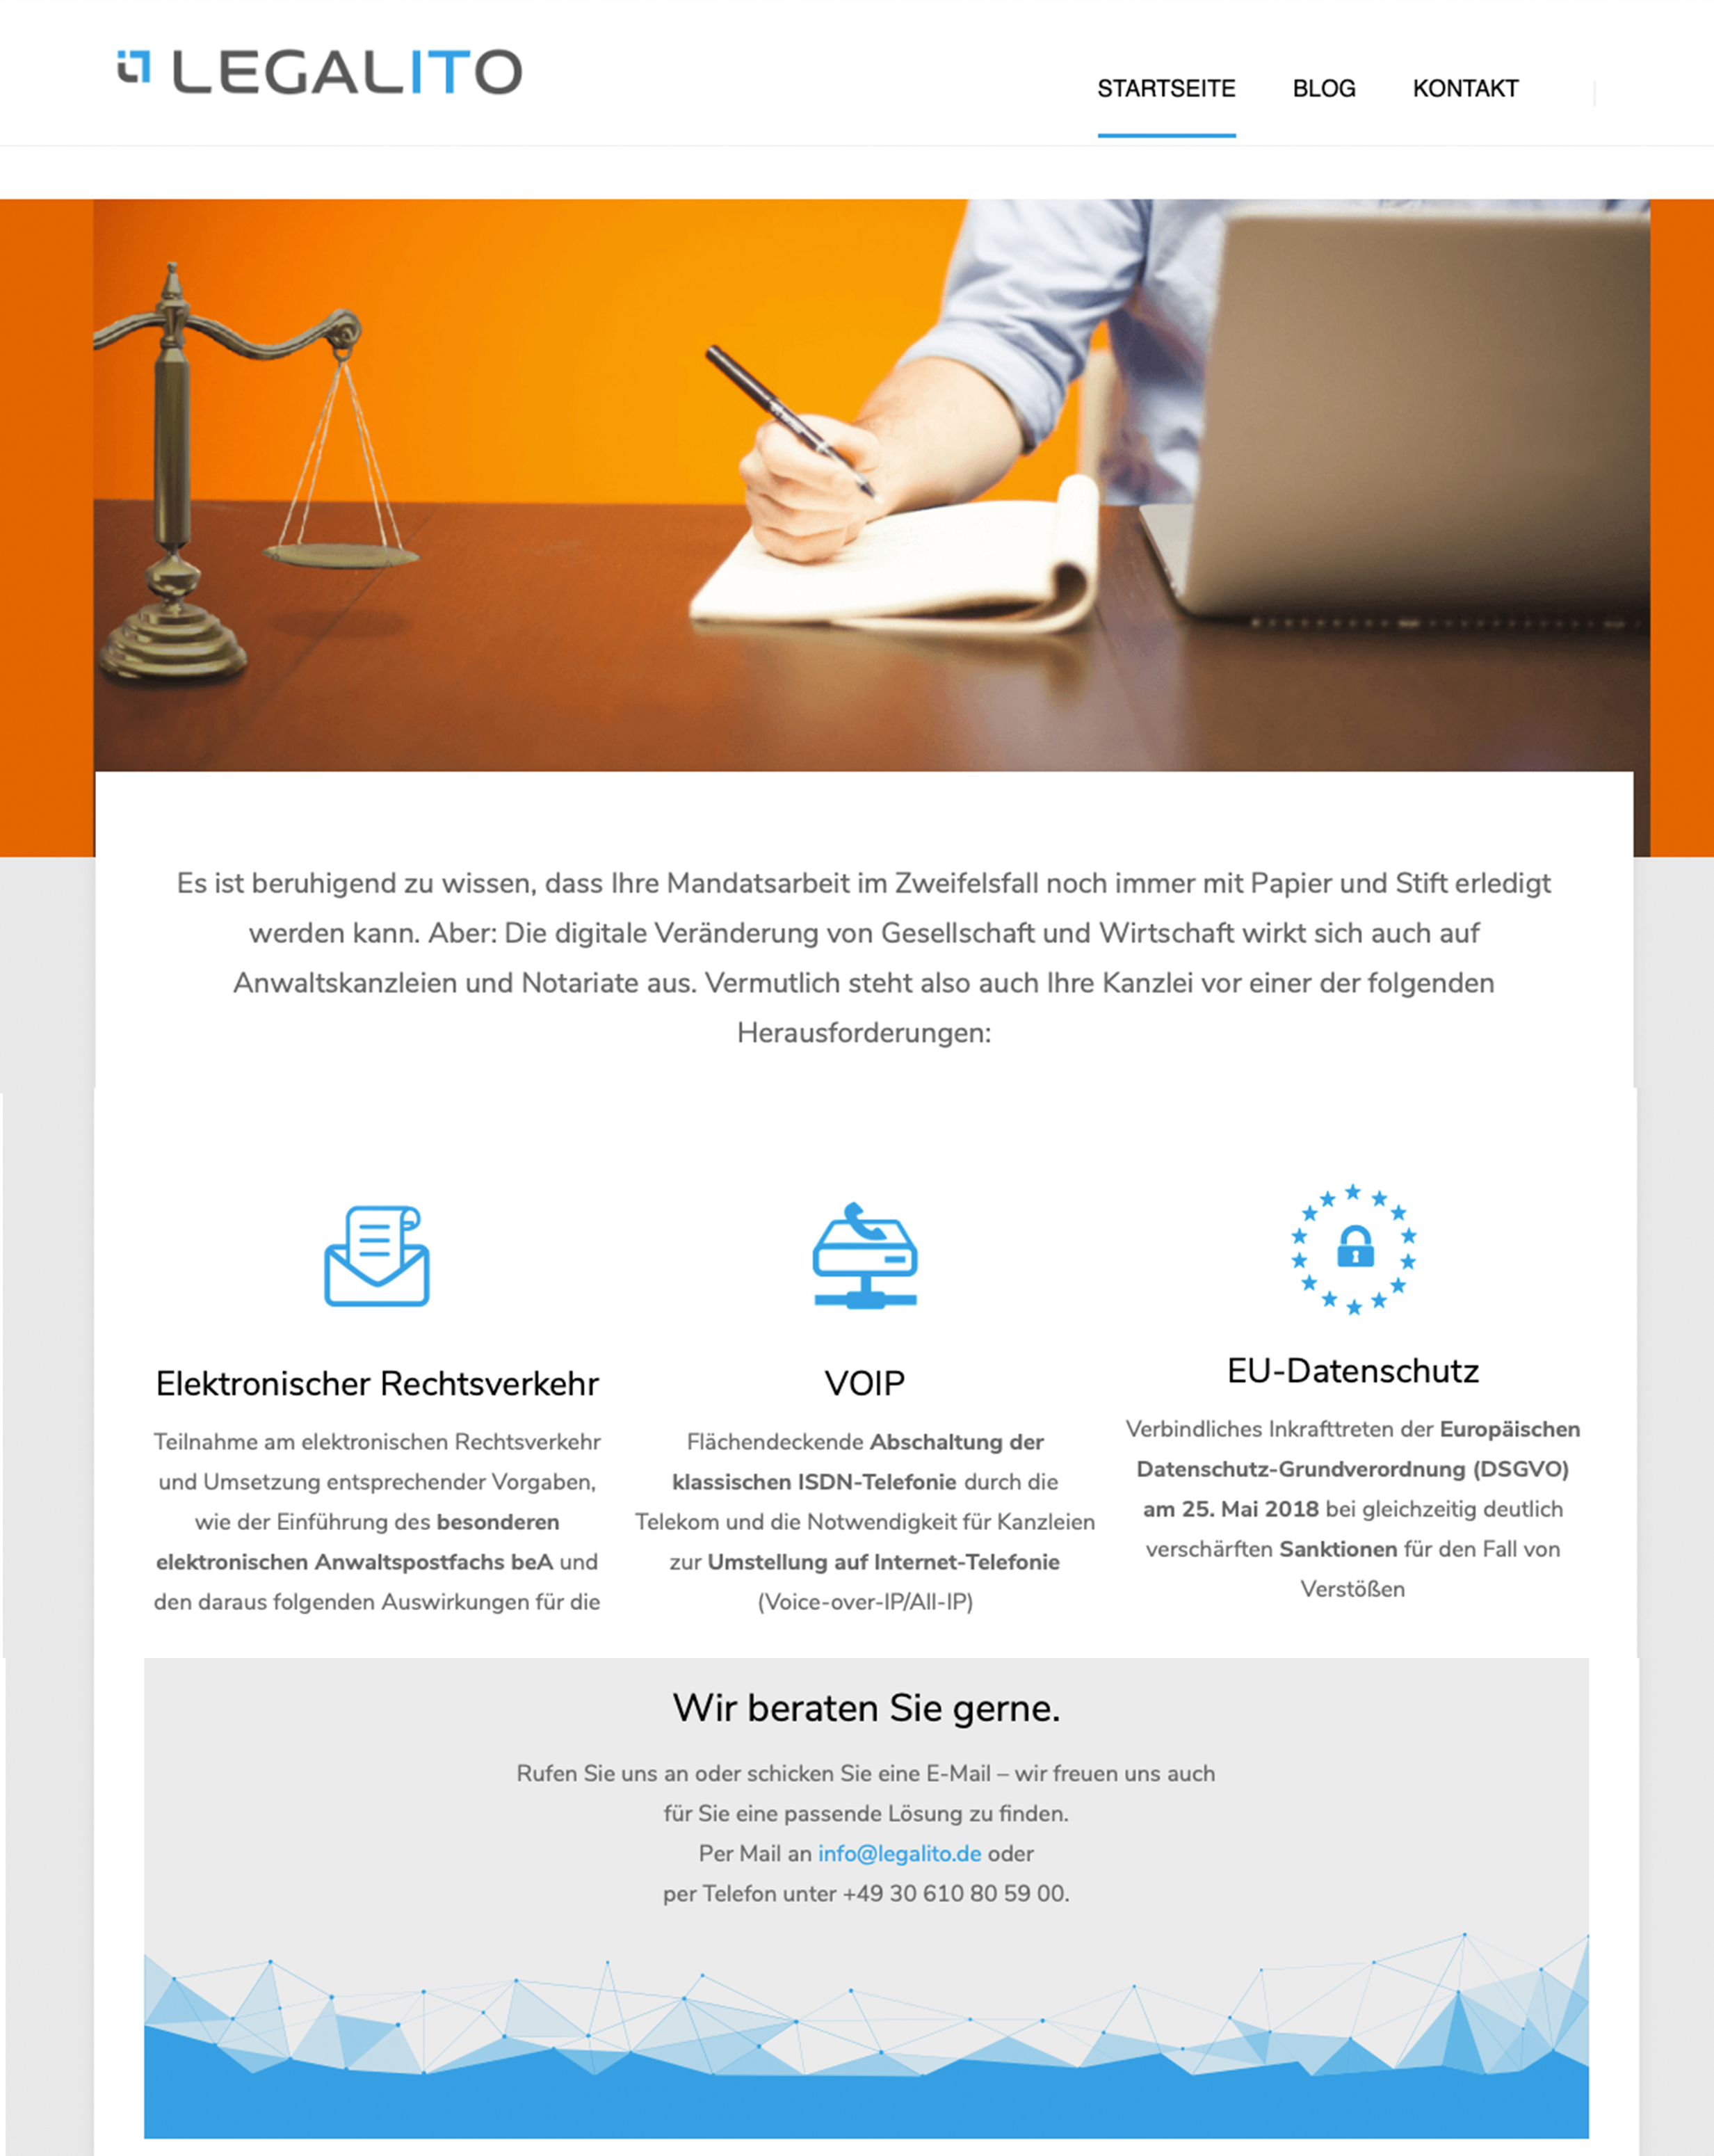 LEGALITO
STARTSEITE BLOG KONTAKT
Es ist beruhigend zu wissen, dass Ihre Mandatsarbeit im Zweifelsfall noch immer mit Papier und Stift erledigt
werden kann. Aber: Die digitale Veränderung von Gesellschaft und Wirtschaft wirkt sich auch auf
Anwaltskanzleien und Notariate aus. Vermutlich steht also auch Ihre Kanzlei vor einer der folgenden
Herausforderungen:
Elektronischer Rechtsverkehr
Teilnahme am elektronischen Rechtsverkehr
und Umsetzung entsprechender Vorgaben,
wie der Einführung des besonderen
elektronischen Anwaltspostfachs beA und
den daraus folgenden Auswirkungen für die
VOIP
Flächendeckende Abschaltung der
klassischen ISDN-Telefonie durch die
Telekom und die Notwendigkeit für Kanzleien
zur Umstellung auf Internet-Telefonie
(Voice-over-IP/All-IP)
EU-Datenschutz
Verbindliches Inkrafttreten der Europäischen
Datenschutz-Grundverordnung (DSGVO)
am 25. Mai 2018 bei gleichzeitig deutlich
verschärften Sanktionen für den Fall von
Verstößen
Wir beraten Sie gerne.
Rufen Sie uns an oder schicken Sie eine E-Mail – wir freuen uns auch
für Sie eine passende Lösung zu finden.
Per Mail an info@legalito.de oder
per Telefon unter +49 30 610 80 59 00.